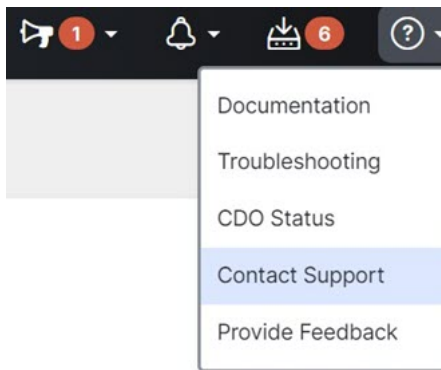 1 6 ?
Documentation
Troubleshooting
CDO Status
Contact Support
Provide Feedback